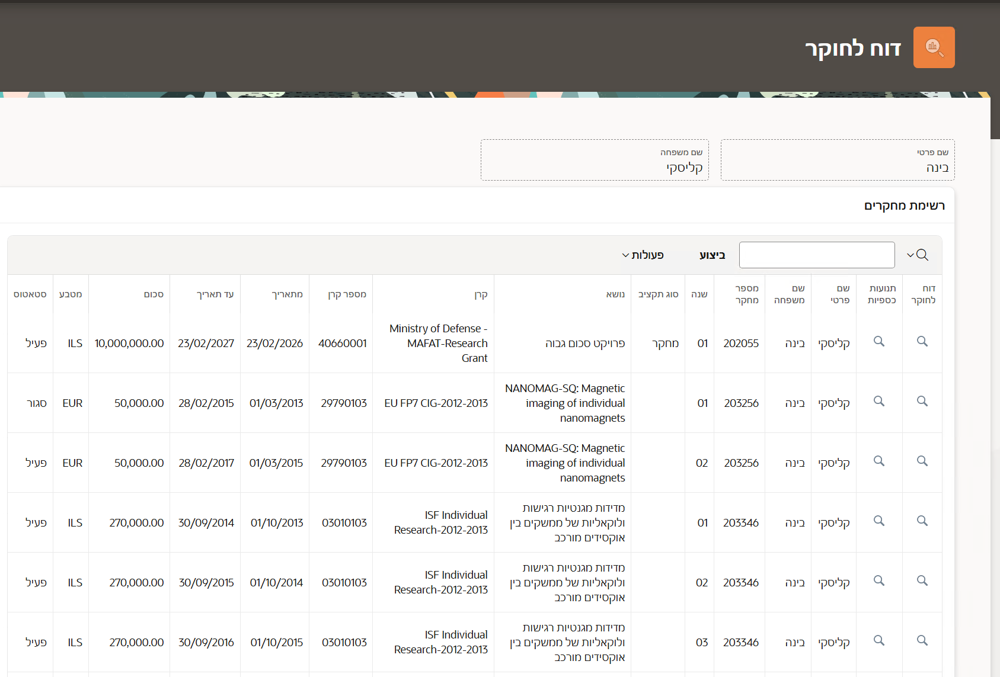 דוח לחוקר
שם פרטי
בינה
שם משפחה
קליסקי
רשימת מחקרים
ביצוע
פעולות
דוח לחוקר
תנועות כספיות
שם פרטי
שם משפחה
מספר מחקר
שנה
סוג תקציב
נושא
קרן
מספר קרן
מתאריך
עד תאריך
סכום
מטבע
סטאטוס
קליסקי
בינה
202055
01
מחקר
פרויקט סכום גבוה
Ministry of Defense -
MAFAT-Research
Grant
40660001
23/02/2026
23/02/2027
10,000,000.00
ILS
פעיל
קליסקי
בינה
203256
01
NANOMAG-SQ: Magnetic
imaging of individual
nanomagnets
EU FP7 CIG-2012-2013
29790103
01/03/2013
28/02/2015
50,000.00
EUR
סגור
קליסקי
בינה
203256
02
NANOMAG-SQ: Magnetic
imaging of individual
nanomagnets
EU FP7 CIG-2012-2013
29790103
01/03/2015
28/02/2017
50,000.00
EUR
פעיל
קליסקי
בינה
203346
01
מדידות מגנטיות רגישות
ולוקאליות של ממשקים בין
אוקסידים מורכב
ISF Individual
Research-2012-2013
03010103
01/10/2013
30/09/2014
270,000.00
ILS
פעיל
קליסקי
בינה
203346
02
מדידות מגנטיות רגישות
ולוקאליות של ממשקים בין
אוקסידים מורכב
ISF Individual
Research-2012-2013
03010103
01/10/2014
30/09/2015
270,000.00
ILS
פעיל
קליסקי
בינה
203346
03
מדידות מגנטיות רגישות
ולוקאליות של ממשקים בין
אוקסידים מורכב
ISF Individual
Research-2012-2013
03010103
01/10/2015
30/09/2016
270,000.00
ILS
פעיל